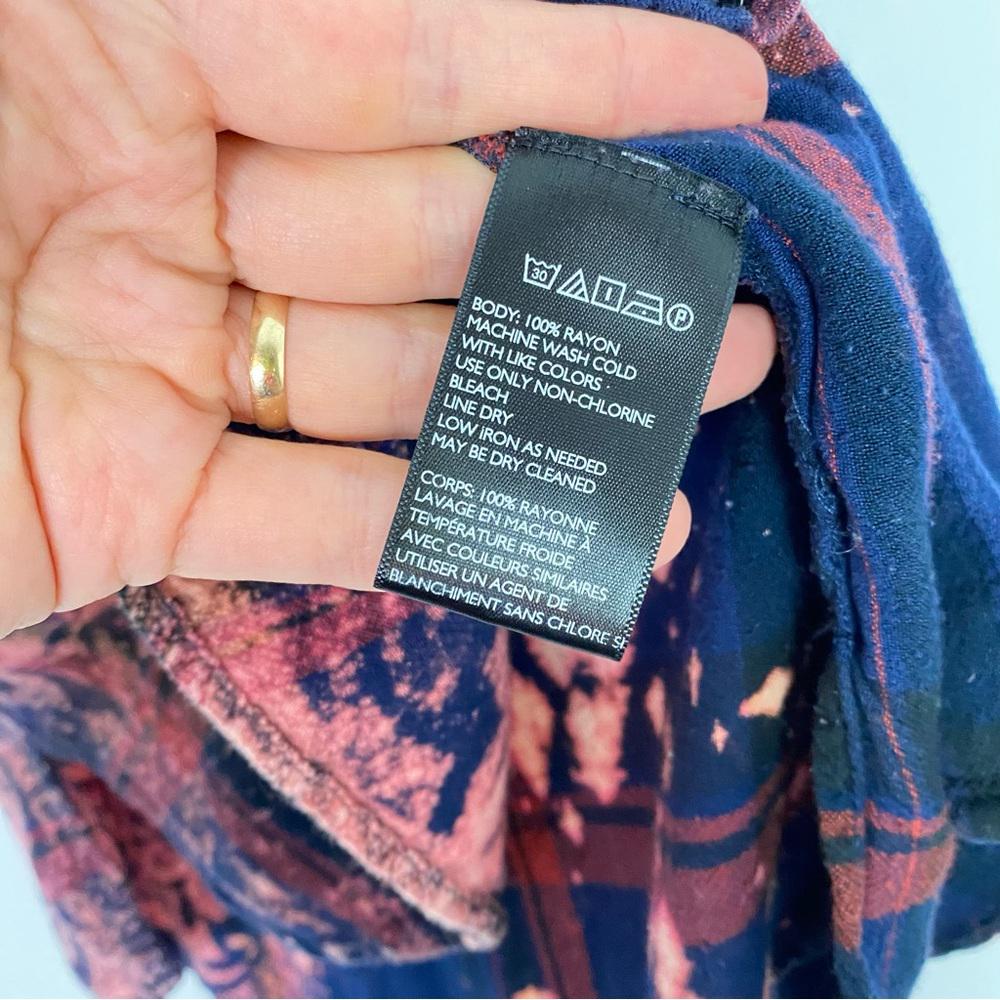 30 P
BODY: 100% RAYON
MACHINE WASH COLD
WITH LIKE COLORS
USE ONLY NON-CHLORINE
BLEACH
LINE DRY
LOW IRON AS NEEDED
MAY BE DRY CLEANED
CORPS: 100% RAYONNE
LAVAGE EN MACHINE À
TEMPÉRATURE FROIDE
AVEC COULEURS SIMILAIRES
UTILISER UN AGENT DE
BLANCHIMENT SANS CHLORE